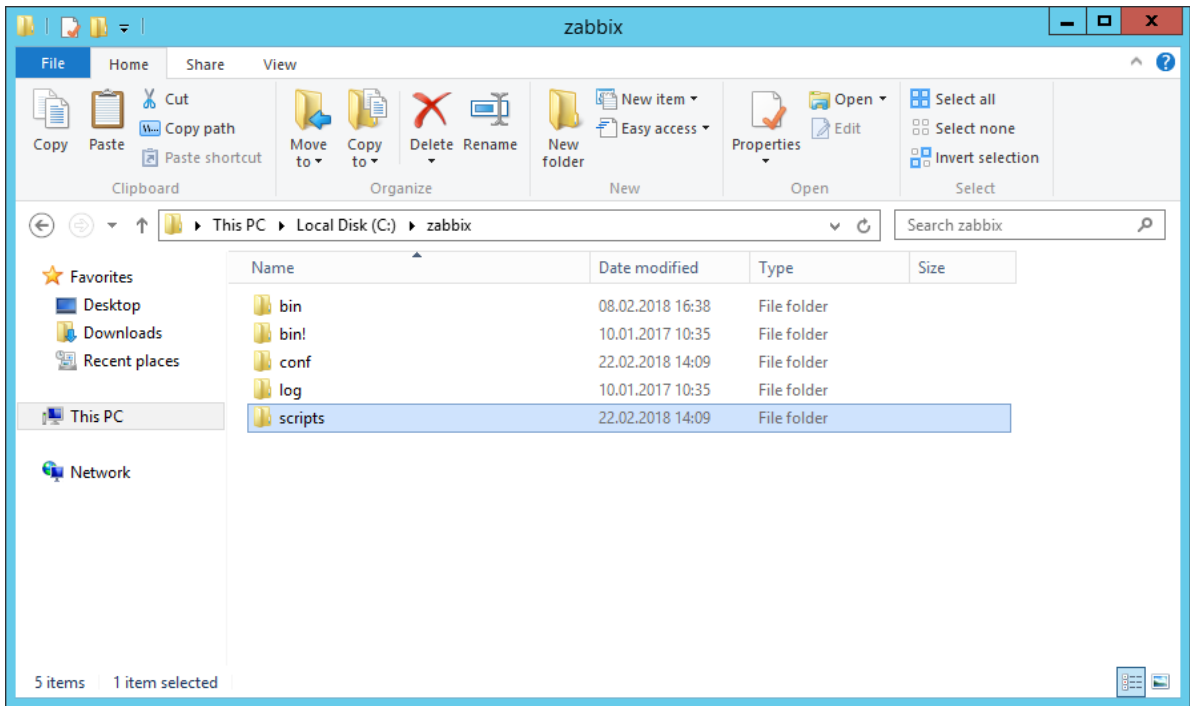 zabbix
File Home Share View
Copy Paste Cut Copy path Paste shortcut Move to Copy to Delete Rename New folder New item Easy access Properties Open Edit Select all Select none Invert selection
Clipboard Organize New Open Select
This PC Local Disk (C:) zabbix Search zabbix
Favorites
Desktop
Downloads
Recent places
This PC
Network
Name Date modified Type Size
bin 08.02.2018 16:38 File folder
bin! 10.01.2017 10:35 File folder
conf 22.02.2018 14:09 File folder
log 10.01.2017 10:35 File folder
scripts 22.02.2018 14:09 File folder
5 items 1 item selected